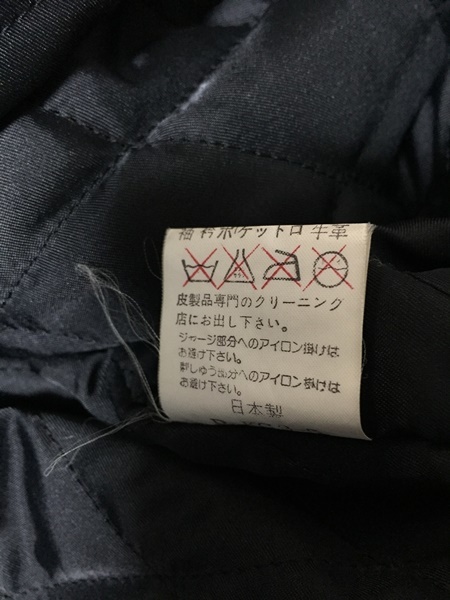 袖 衿 ポケット口 牛革
皮製品専門のクリーニング
店にお出し下さい。
ジャージ部分へのアイロン掛けは
お避け下さい。
刺しゅう部分へのアイロン掛けは
お避け下さい。
日本製